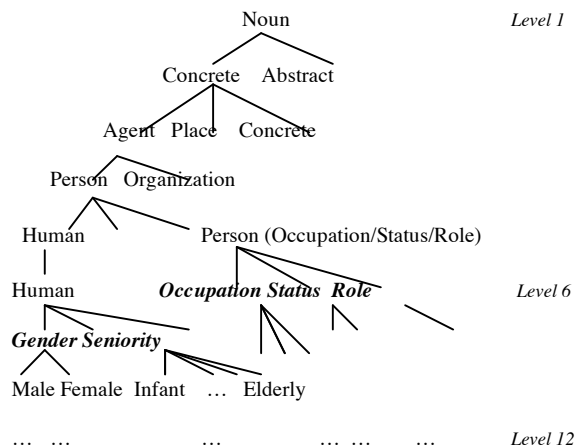 Noun Level 1
Concrete Abstract
Agent Place Concrete
Person Organization
Human Person (Occupation/Status/Role)
Human Occupation Status Role Level 6
Gender Seniority
Male Female Infant … Elderly
… … … … … … Level 12